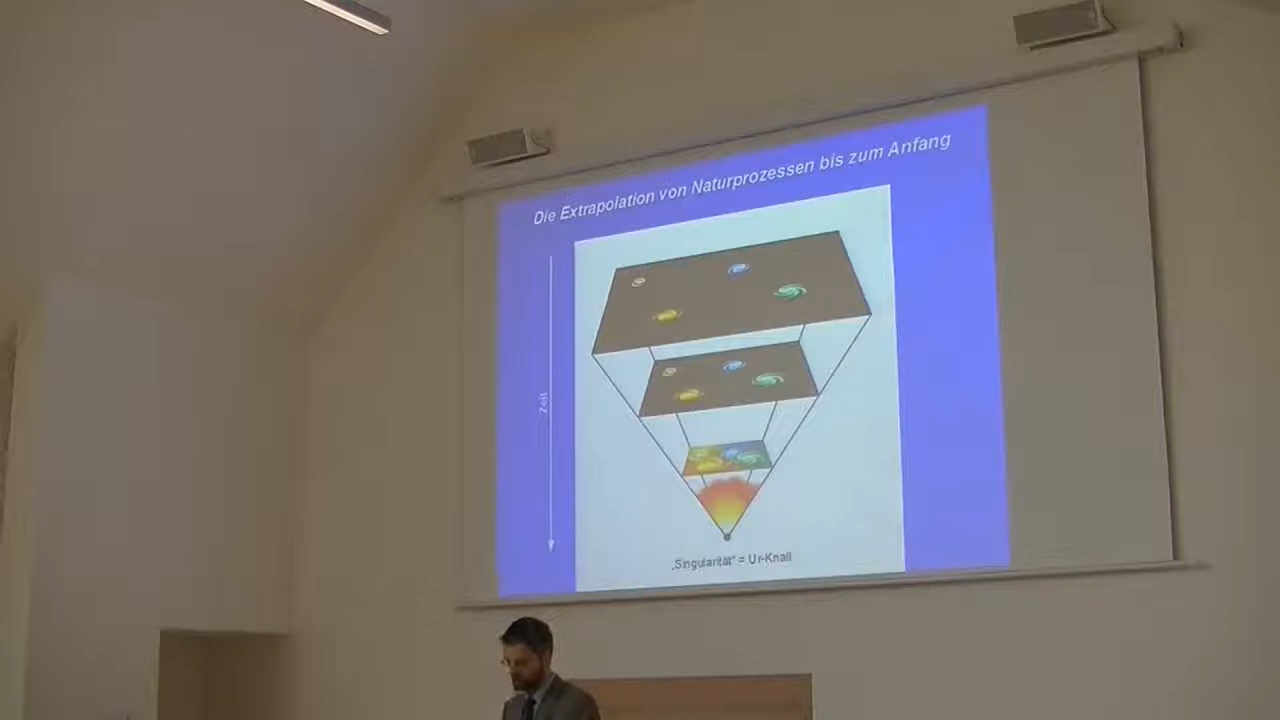 Die Extrapolation von Naturprozessen bis zum Anfang
Zeit
„Singularität“ = Ur-Knall